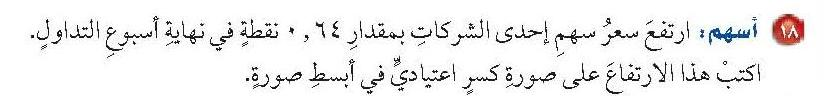 ١٨ أسهم: ارتفعَ سعرُ سهمِ إحدى الشركاتِ بمقدارِ ٠,٦٤ نقطةٍ في نهايةِ أسبوعِ التداولِ.
اكتبْ هذا الارتفاعَ على صورةِ كسرٍ اعتياديٍّ في أبسطِ صورةٍ.